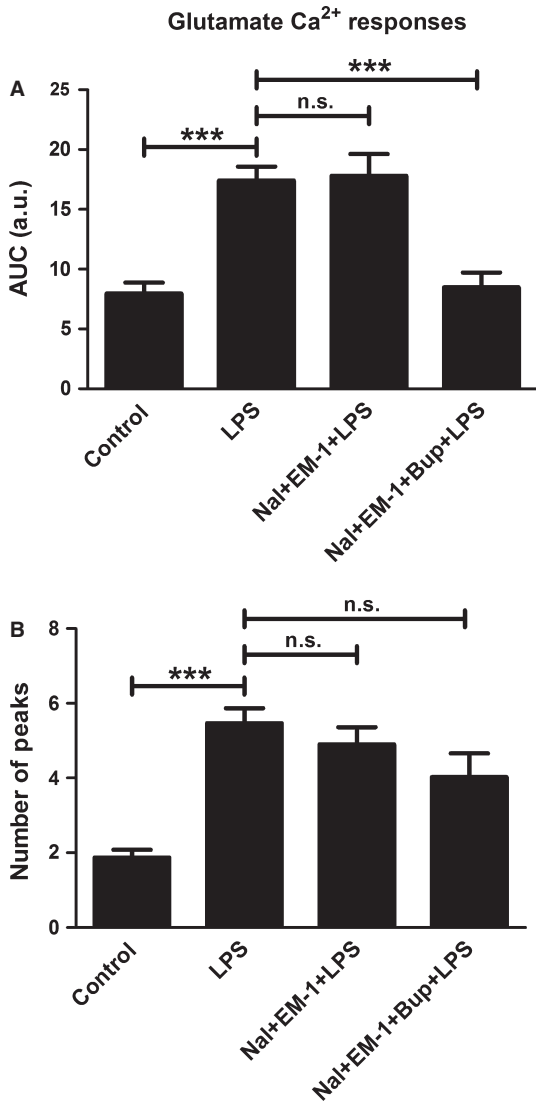 Glutamate Ca²⁺ responses
A
***
n.s.
***
25
20
15
10
5
0
AUC (a.u.)
Control
LPS
Nal+EM-1+LPS
Nal+EM-1+Bup+LPS
B
n.s.
n.s.
***
8
6
4
2
0
Number of peaks
Control
LPS
Nal+EM-1+LPS
Nal+EM-1+Bup+LPS